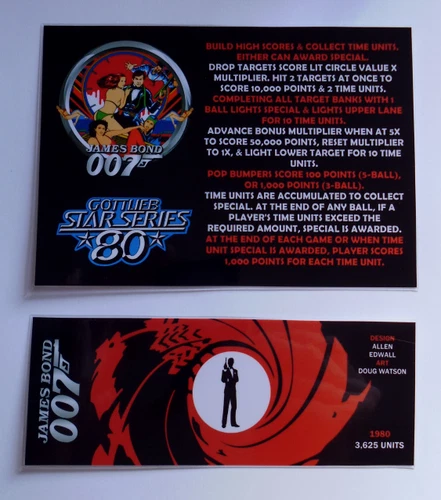 BUILD HIGH SCORES & COLLECT TIME UNITS.
EITHER CAN AWARD SPECIAL.
DROP TARGETS SCORE LIT CIRCLE VALUE X
MULTIPLIER. HIT 2 TARGETS AT ONCE TO
SCORE 10,000 POINTS & 2 TIME UNITS.
COMPLETING ALL TARGET BANKS WITH 1
BALL LIGHTS SPECIAL & LIGHTS UPPER LANE
FOR 10 TIME UNITS.
ADVANCE BONUS MULTIPLIER WHEN AT 5X
TO SCORE 50,000 POINTS, RESET MULTIPLIER
TO 1X, & LIGHT LOWER TARGET FOR 10 TIME
UNITS.
POP BUMPERS SCORE 100 POINTS (3-BALL),
OR 1,000 POINTS (3-BALL).
TIME UNITS ARE ACCUMULATED TO COLLECT
SPECIAL. AT THE END OF ANY BALL, IF A
PLAYER'S TIME UNITS EXCEED THE
REQUIRED AMOUNT, SPECIAL IS AWARDED.
AT THE END OF EACH GAME OR WHEN TIME
UNIT SPECIAL IS AWARDED, PLAYER SCORES
1,000 POINTS FOR EACH TIME UNIT.
JAMES BOND
007
GOTTLIEB
STAR SERIES
80
JAMES BOND
007
DESIGN
ALLEN
EDWALL
ART
DOUG WATSON
1980
3,625 UNITS